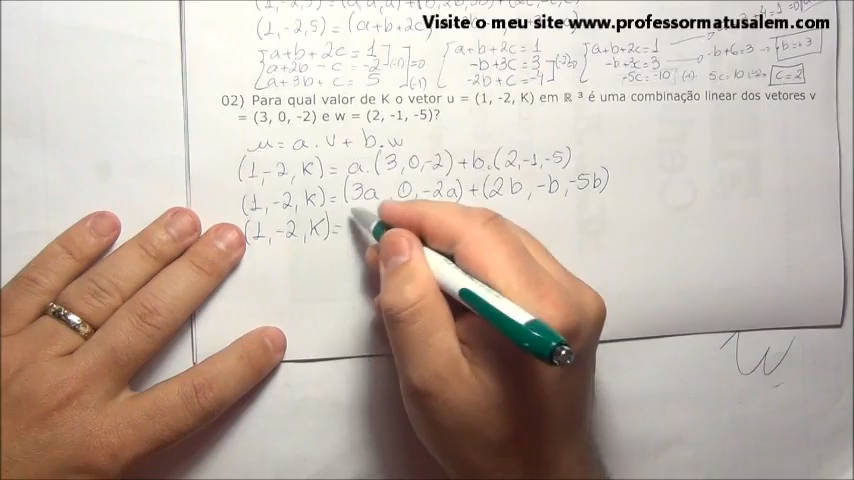 Visite o meu site www.professormatusalem.com
(1,-2,5) = (a+b+2c,
{a+b+2c=1
a+2b-c=-2
a+3b+c=5
{a+b+2c=1
-b+3c=3
-2b+c=-4
{a+b+2c=1
-b+3c=3
-5c=-10 (-1) 5c=10
-b+6=3
c=2
02) Para qual valor de K o vetor u = (1, -2, K) em ℝ ³ é uma combinação linear dos vetores v
= (3, 0, -2) e w = (2, -1, -5)?
u = a.v + b.w
(1,-2,K) = a.(3,0,-2)+b.(2,-1,-5)
(1,-2,K)=(3a, 0,-2a)+(2b,-b,-5b)
(1,-2,K)=